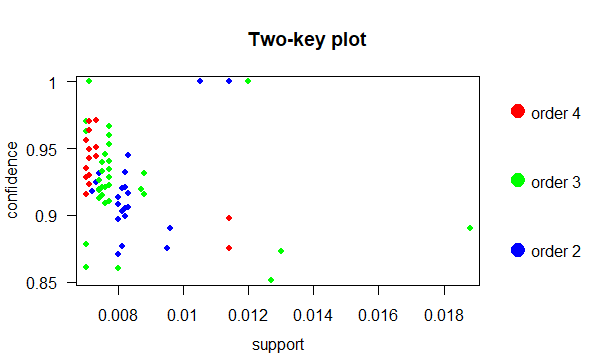 Two-key plot
confidence
1
0.95
0.9
0.85
0.008 0.01 0.012 0.014 0.016 0.018
support
order 4
order 3
order 2